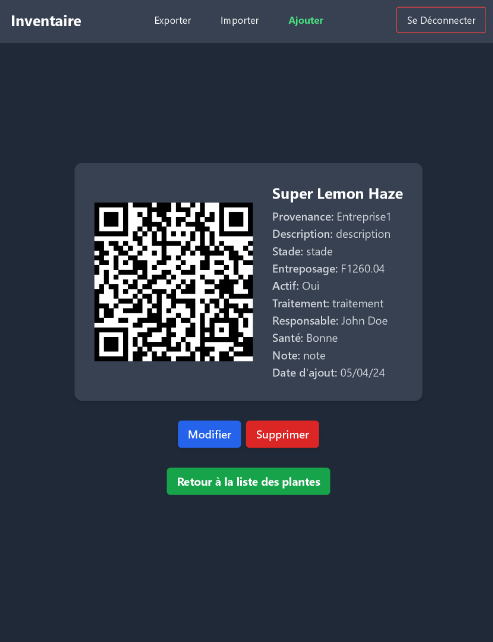 Inventaire
Exporter
Importer
Ajouter
Se Déconnecter
Super Lemon Haze
Provenance: Entreprise1
Description: description
Stade: stade
Entreposage: F1260.04
Actif: Oui
Traitement: traitement
Responsable: John Doe
Santé: Bonne
Note: note
Date d'ajout: 05/04/24
Modifier
Supprimer
Retour à la liste des plantes